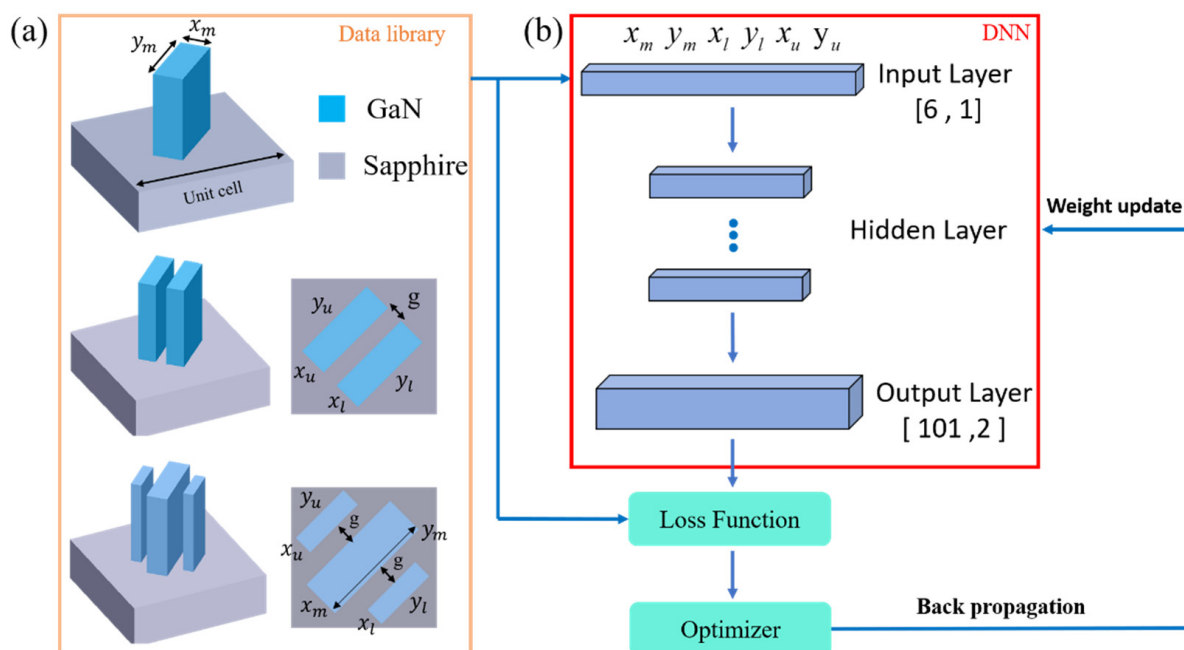 (a)
Data library
x_m
y_m
GaN
Sapphire
Unit cell
y_u
g
x_u
y_l
x_l
y_u
g
y_m
x_u
g
x_m
y_l
x_l
(b)
DNN
x_m y_m x_l y_l x_u y_u
Input Layer
[6 , 1]
Hidden Layer
Output Layer
[ 101 ,2 ]
Loss Function
Optimizer
Weight update
Back propagation